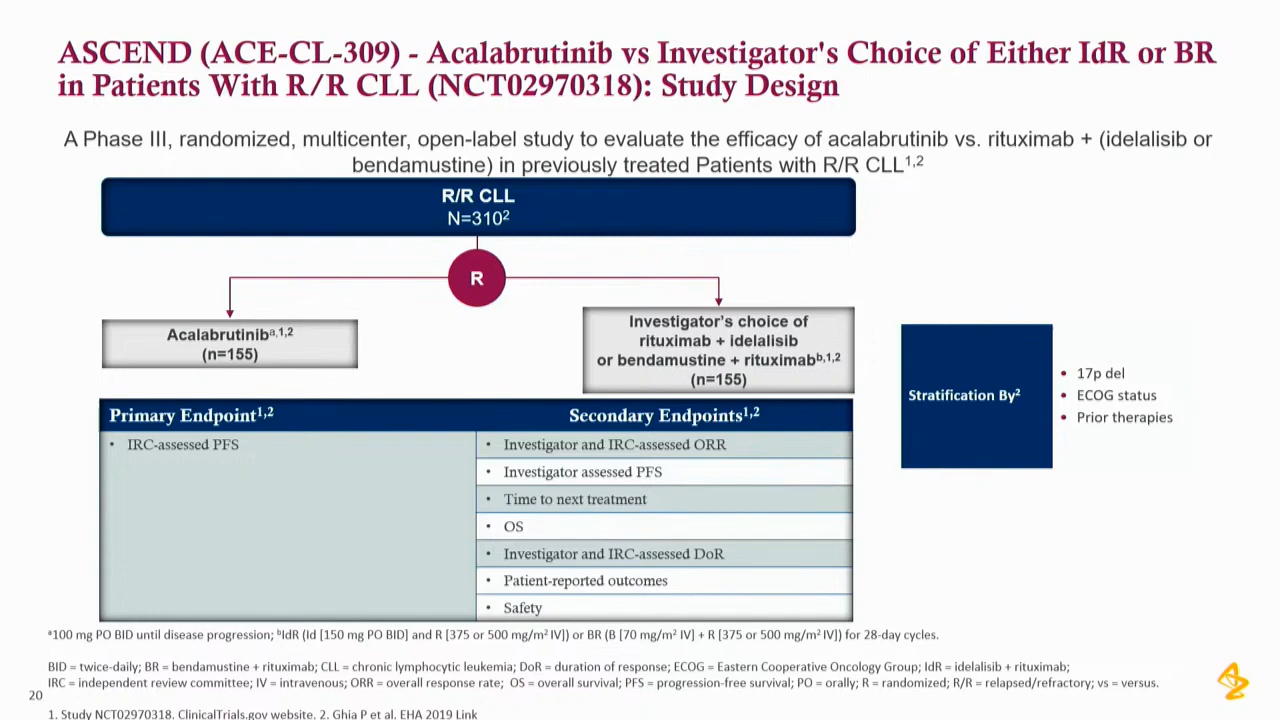 ASCEND (ACE-CL-309) - Acalabrutinib vs Investigator's Choice of Either IdR or BR
in Patients With R/R CLL (NCT02970318): Study Design
A Phase III, randomized, multicenter, open-label study to evaluate the efficacy of acalabrutinib vs. rituximab + (idelalisib or
bendamustine) in previously treated Patients with R/R CLL1,2
R/R CLL
N=3102
R
Acalabrutiniba,1,2
(n=155)
Investigator's choice of
rituximab + idelalisib
or bendamustine + rituximabb,1,2
(n=155)
Stratification By2
• 17p del
• ECOG status
• Prior therapies
Primary Endpoint1,2
Secondary Endpoints1,2
• IRC-assessed PFS
• Investigator and IRC-assessed ORR
• Investigator assessed PFS
• Time to next treatment
• OS
• Investigator and IRC-assessed DoR
• Patient-reported outcomes
• Safety
a100 mg PO BID until disease progression; bIdR (Id [150 mg PO BID] and R [375 or 500 mg/m2 IV]) or BR (B [70 mg/m2 IV] + R [375 or 500 mg/m2 IV]) for 28-day cycles.
BID = twice-daily; BR = bendamustine + rituximab; CLL = chronic lymphocytic leukemia; DoR = duration of response; ECOG = Eastern Cooperative Oncology Group; IdR = idelalisib + rituximab;
IRC = independent review committee; IV = intravenous; ORR = overall response rate; OS = overall survival; PFS = progression-free survival; PO = orally; R = randomized; R/R = relapsed/refractory; vs = versus.
20
1. Study NCT02970318. ClinicalTrials.gov website. 2. Ghia P et al. EHA 2019 Link